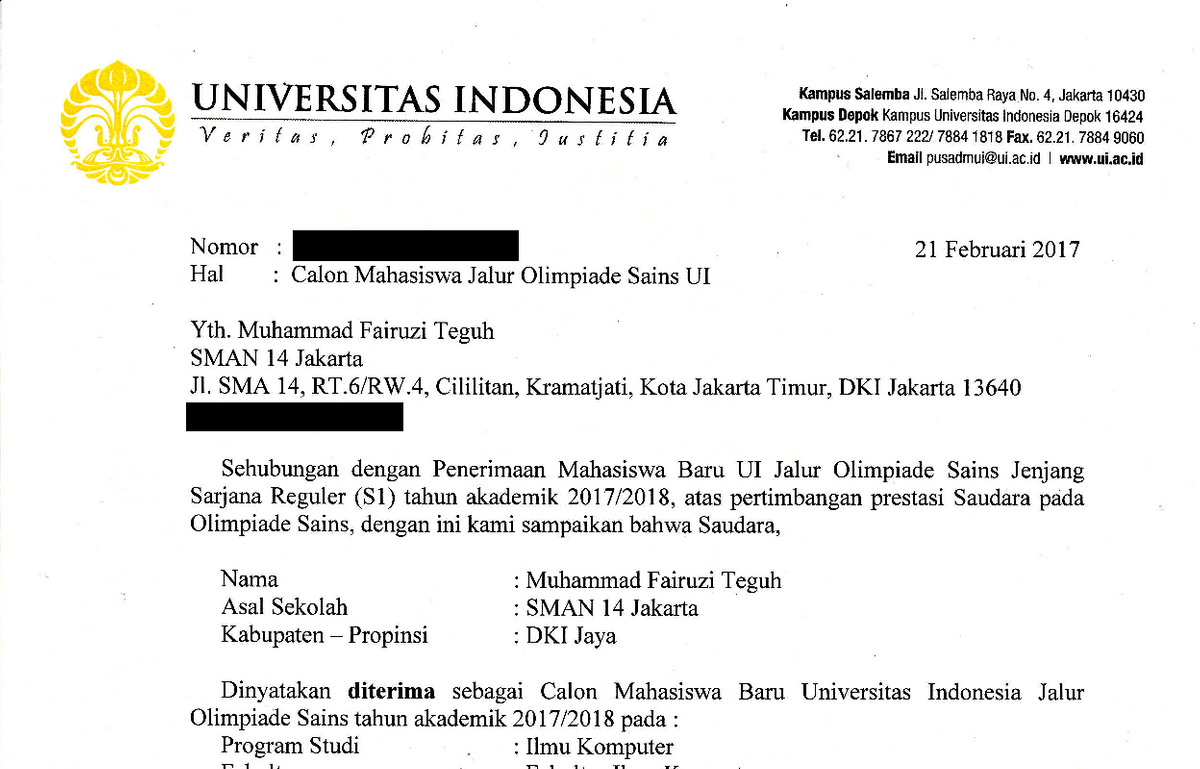 UNIVERSITAS INDONESIA
Veritas, Probitas, Justitia
Kampus Salemba Jl. Salemba Raya No. 4, Jakarta 10430
Kampus Depok Kampus Universitas Indonesia Depok 16424
Tel. 62.21. 7867 222/ 7884 1818 Fax. 62.21. 7884 9060
Email pusadmui@ui.ac.id | www.ui.ac.id
Nomor :
21 Februari 2017
Hal : Calon Mahasiswa Jalur Olimpiade Sains UI
Yth. Muhammad Fairuzi Teguh
SMAN 14 Jakarta
Jl. SMA 14, RT.6/RW.4, Cililitan, Kramatjati, Kota Jakarta Timur, DKI Jakarta 13640
Sehubungan dengan Penerimaan Mahasiswa Baru UI Jalur Olimpiade Sains Jenjang
Sarjana Reguler (S1) tahun akademik 2017/2018, atas pertimbangan prestasi Saudara pada
Olimpiade Sains, dengan ini kami sampaikan bahwa Saudara,
Nama : Muhammad Fairuzi Teguh
Asal Sekolah : SMAN 14 Jakarta
Kabupaten – Propinsi : DKI Jaya
Dinyatakan diterima sebagai Calon Mahasiswa Baru Universitas Indonesia Jalur
Olimpiade Sains tahun akademik 2017/2018 pada :
Program Studi : Ilmu Komputer